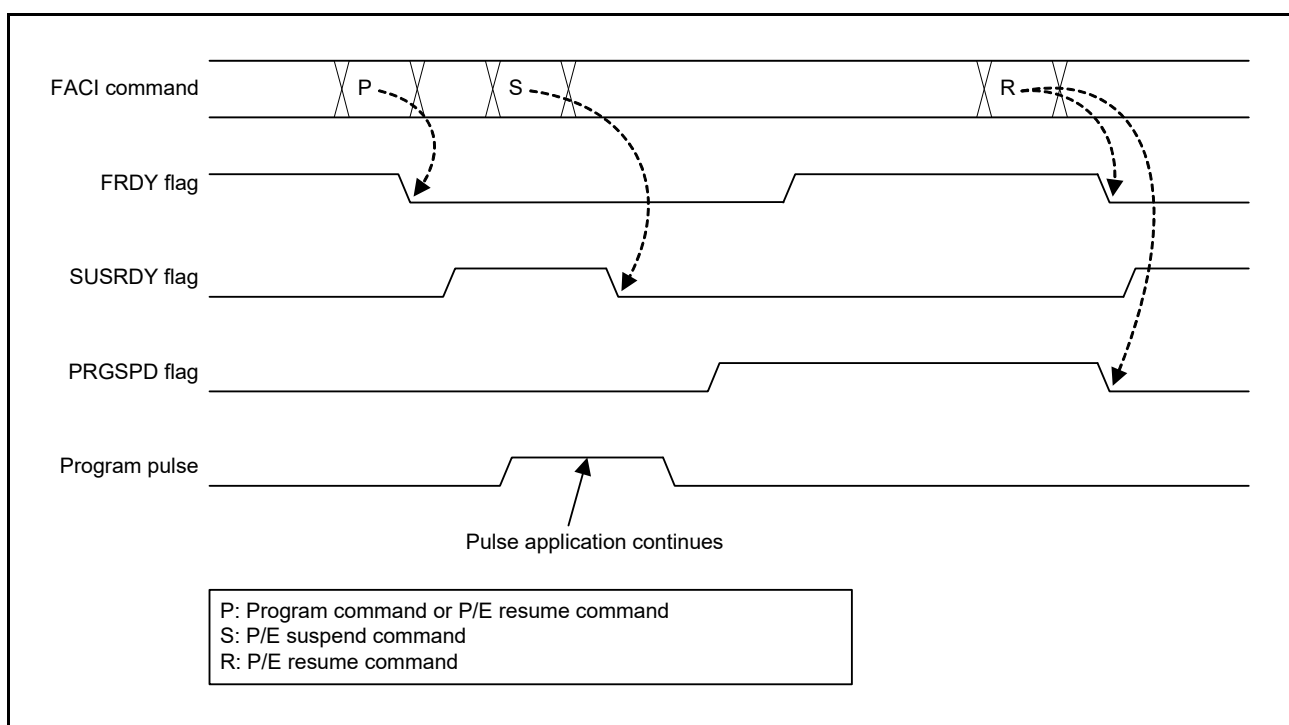 FACI command
P
S
R
FRDY flag
SUSRDY flag
PRGSPD flag
Program pulse
Pulse application continues
P: Program command or P/E resume command
S: P/E suspend command
R: P/E resume command